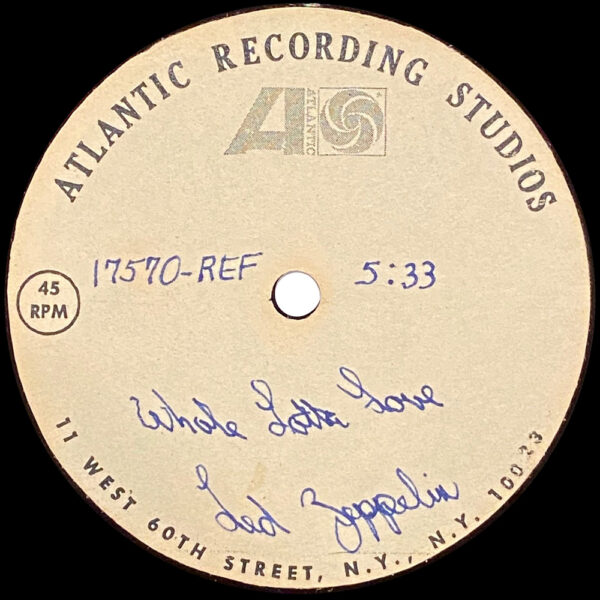 ATLANTIC RECORDING STUDIOS
ATLANTIC
17570-REF 5:33
45
RPM
Whole Lotta Love
Led Zeppelin
11 WEST 60TH STREET, N.Y., N.Y. 10023